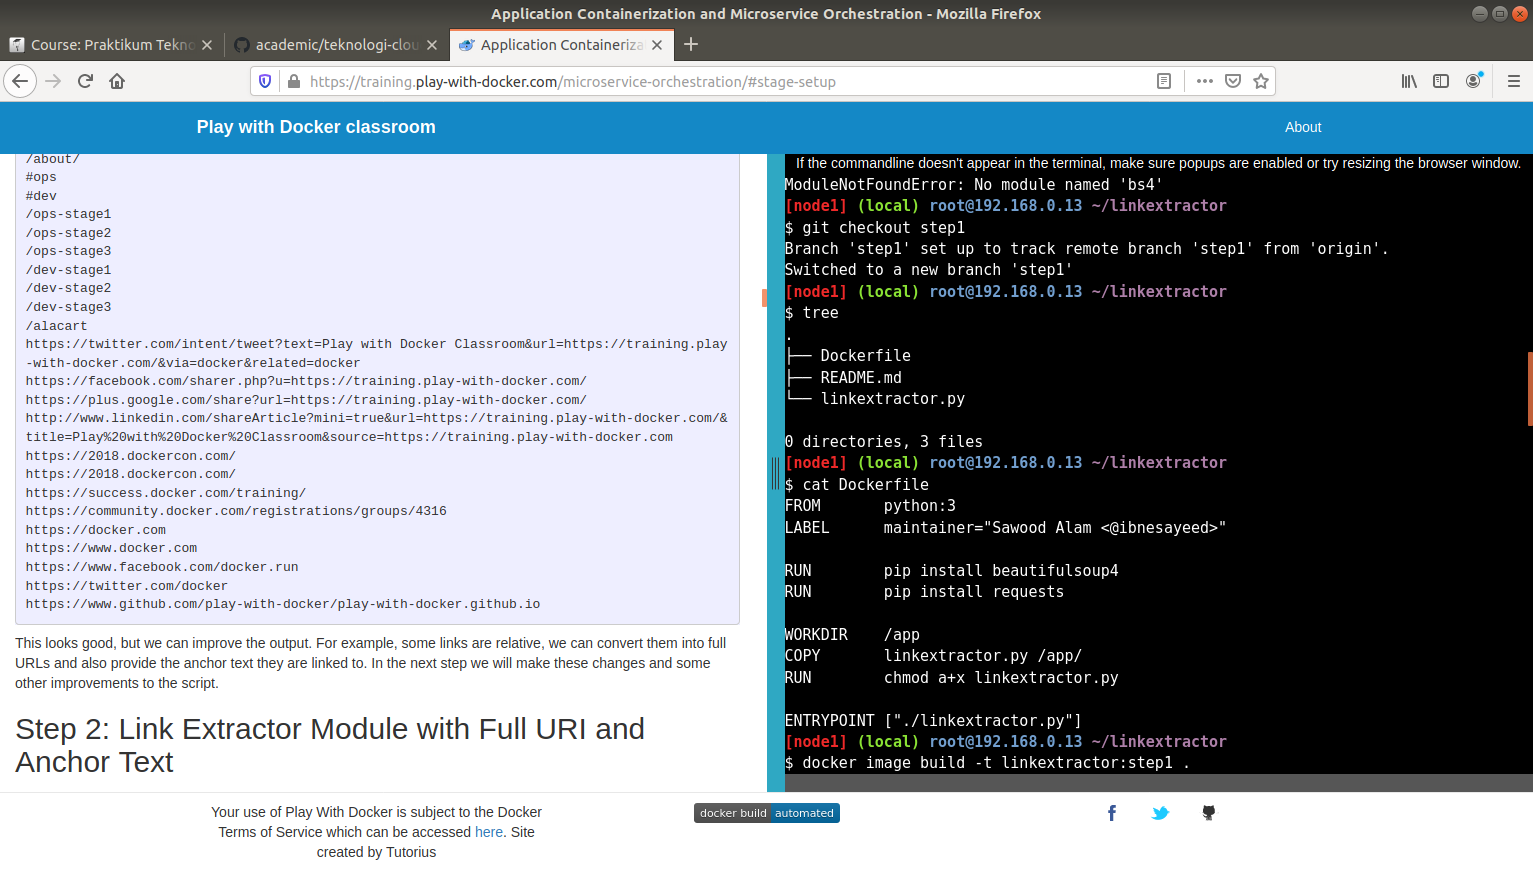 Application Containerization and Microservice Orchestration - Mozilla Firefox
Course: Praktikum Tekno
academic/teknologi-clou
Application Containeriza
https://training.play-with-docker.com/microservice-orchestration/#stage-setup
Play with Docker classroom
About
/about/
#ops
#dev
/ops-stage1
/ops-stage2
/ops-stage3
/dev-stage1
/dev-stage2
/dev-stage3
/alacart
https://twitter.com/intent/tweet?text=Play with Docker Classroom&url=https://training.play
-with-docker.com/&via=docker&related=docker
https://facebook.com/sharer.php?u=https://training.play-with-docker.com/
https://plus.google.com/share?url=https://training.play-with-docker.com/
http://www.linkedin.com/shareArticle?mini=true&url=https://training.play-with-docker.com/&
title=Play%20with%20Docker%20Classroom&source=https://training.play-with-docker.com
https://2018.dockercon.com/
https://2018.dockercon.com/
https://success.docker.com/training/
https://community.docker.com/registrations/groups/4316
https://docker.com
https://www.docker.com
https://www.facebook.com/docker.run
https://twitter.com/docker
https://www.github.com/play-with-docker/play-with-docker.github.io
This looks good, but we can improve the output. For example, some links are relative, we can convert them into full
URLs and also provide the anchor text they are linked to. In the next step we will make these changes and some
other improvements to the script.
Step 2: Link Extractor Module with Full URI and
Anchor Text
If the commandline doesn't appear in the terminal, make sure popups are enabled or try resizing the browser window.
ModuleNotFoundError: No module named 'bs4'
[node1] (local) root@192.168.0.13 ~/linkextractor
$ git checkout step1
Branch 'step1' set up to track remote branch 'step1' from 'origin'.
Switched to a new branch 'step1'
[node1] (local) root@192.168.0.13 ~/linkextractor
$ tree
.
├── Dockerfile
├── README.md
└── linkextractor.py
0 directories, 3 files
[node1] (local) root@192.168.0.13 ~/linkextractor
$ cat Dockerfile
FROM       python:3
LABEL      maintainer="Sawood Alam <@ibnesayeed>"
RUN        pip install beautifulsoup4
RUN        pip install requests
WORKDIR    /app
COPY       linkextractor.py /app/
RUN        chmod a+x linkextractor.py
ENTRYPOINT ["./linkextractor.py"]
[node1] (local) root@192.168.0.13 ~/linkextractor
$ docker image build -t linkextractor:step1 .
Your use of Play With Docker is subject to the Docker
Terms of Service which can be accessed here. Site
created by Tutorius
docker build automated